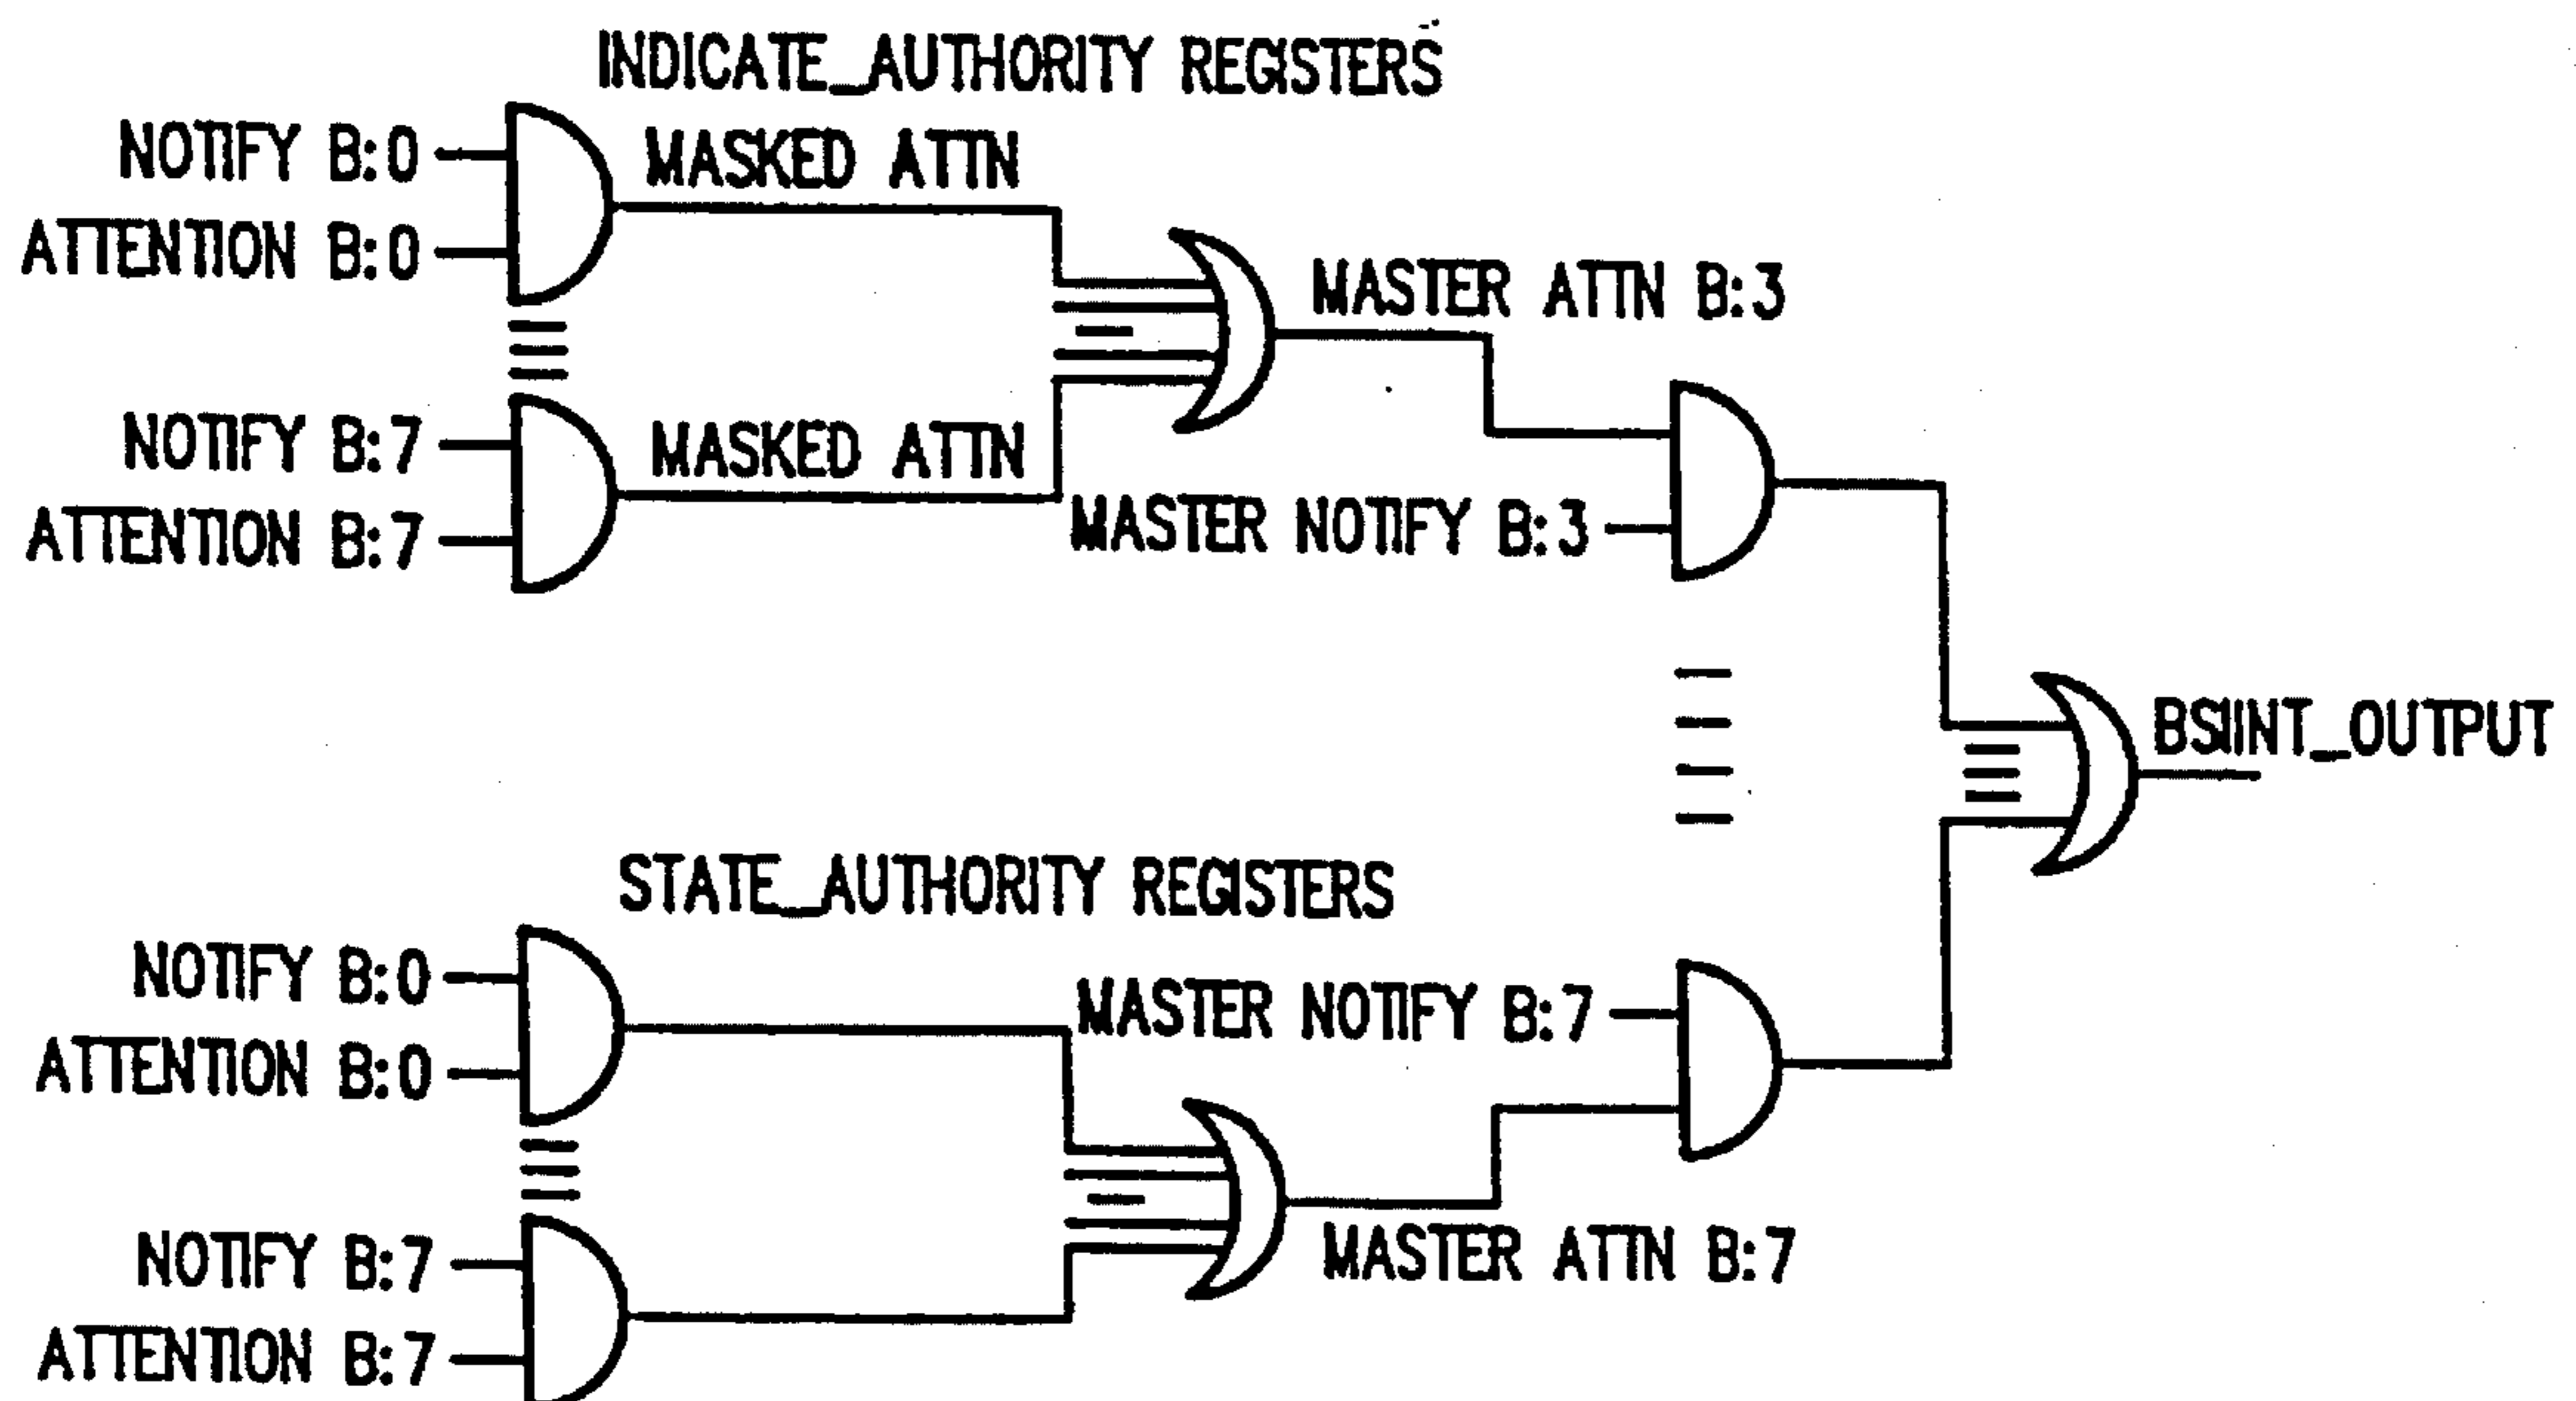 INDICATE_AUTHORITY REGISTERS
NOTIFY B:0
MASKED ATTN
ATTENTION B:0
MASTER ATTN B:3
NOTIFY B:7
MASKED ATTN
ATTENTION B:7
MASTER NOTIFY B:3
BSIINT_OUTPUT
STATE_AUTHORITY REGISTERS
NOTIFY B:0
MASTER NOTIFY B:7
ATTENTION B:0
NOTIFY B:7
MASTER ATTN B:7
ATTENTION B:7